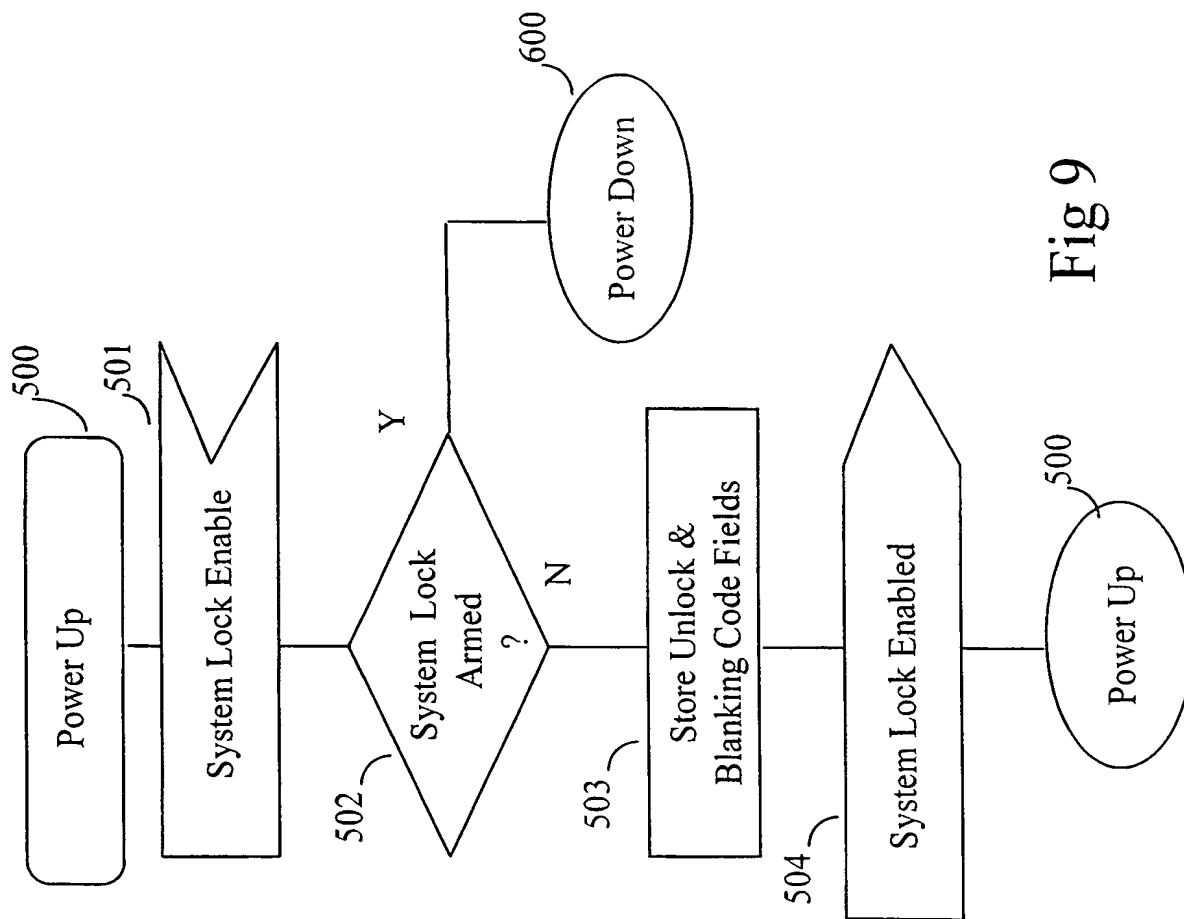 Power Up
500
System Lock Enable
501
System Lock
Armed
?
502
Y
N
Power Down
600
Store Unlock &
Blanking Code Fields
503
System Lock Enabled
504
Power Up
500
Fig 9